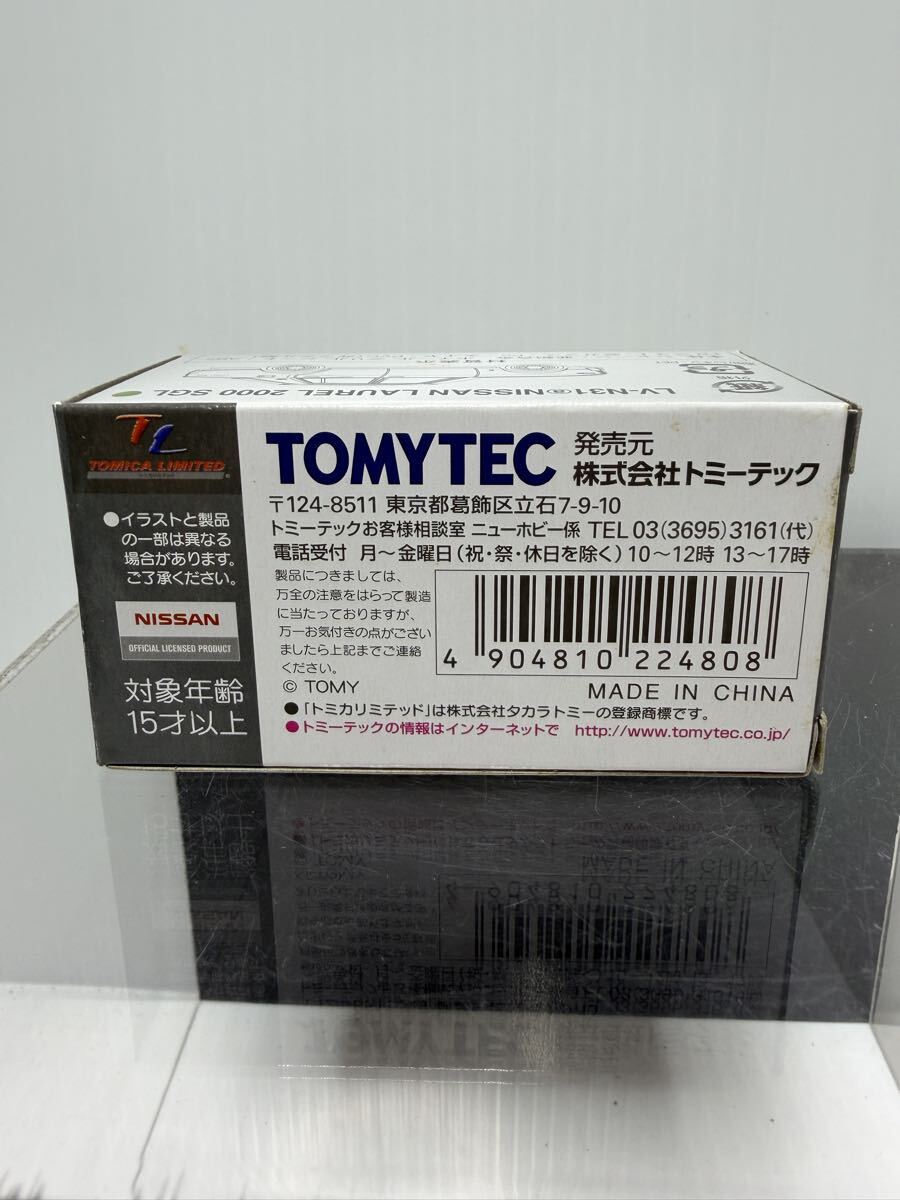 LV-N31ⓐNISSAN LAUREL 2000 SGL
TL
TOMICA LIMITED
●イラストと製品
の一部は異なる
場合があります。
ご了承ください。
NISSAN
OFFICIAL LICENSED PRODUCT
対象年齢
15才以上
TOMYTEC
発売元
株式会社トミーテック
〒124-8511 東京都葛飾区立石7-9-10
トミーテックお客様相談室 ニューホビー係 TEL 03(3695)3161(代)
電話受付 月～金曜日(祝・祭・休日を除く) 10～12時 13～17時
製品につきましては、
万全の注意をはらって製造
に当たっておりますが、
万一お気付きの点がござい
ましたら上記までご連絡
ください。
© TOMY
4 904810 224808
MADE IN CHINA
●「トミカリミテッド」は株式会社タカラトミーの登録商標です。
●トミーテックの情報はインターネットで http://www.tomytec.co.jp/